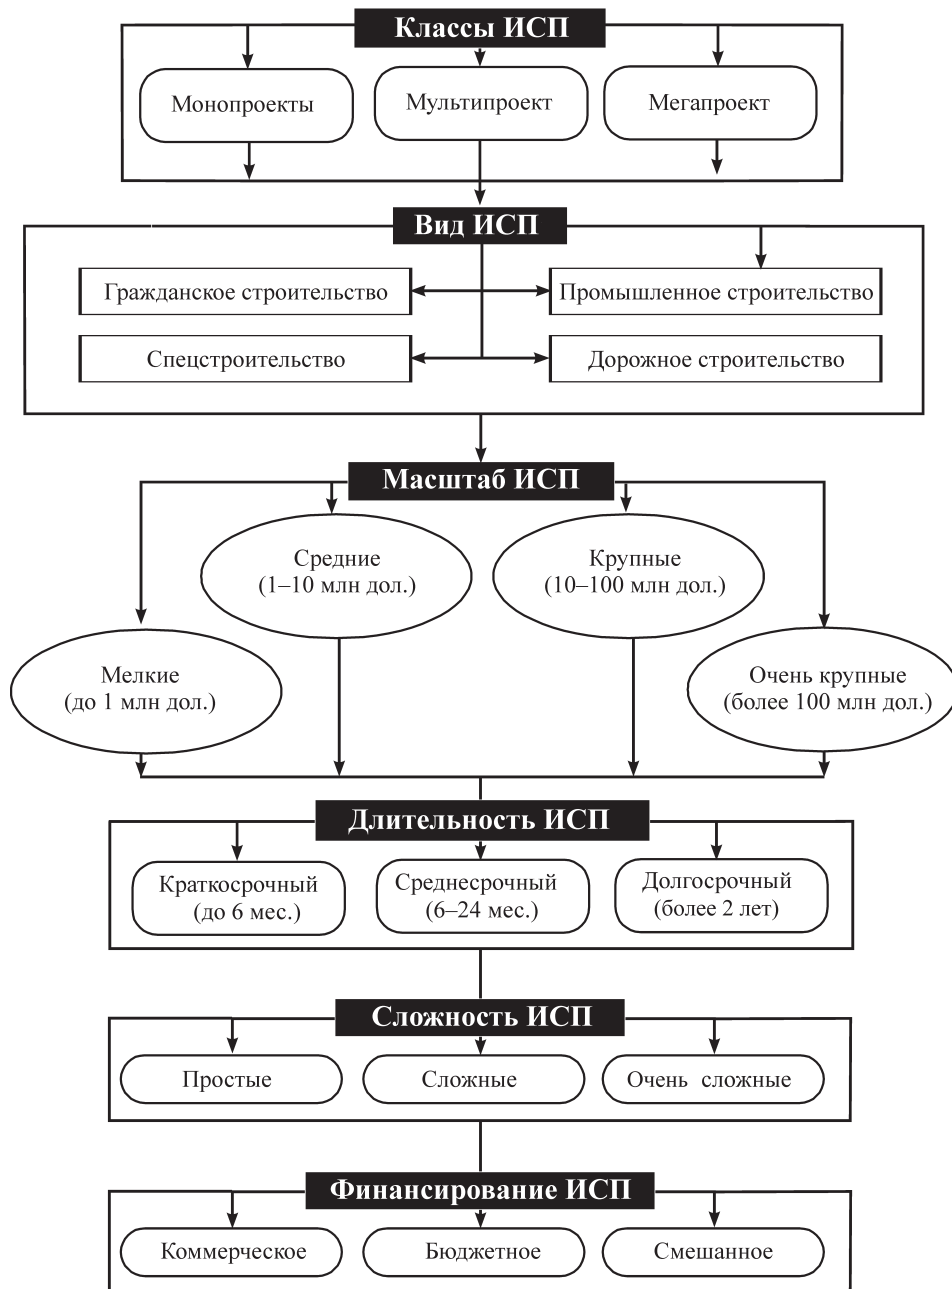 Классы ИСП
Монопроекты
Мультипроект
Мегапроект
Вид ИСП
Гражданское строительство
Промышленное строительство
Спецстроительство
Дорожное строительство
Масштаб ИСП
Средние
(1–10 млн дол.)
Крупные
(10–100 млн дол.)
Мелкие
(до 1 млн дол.)
Очень крупные
(более 100 млн дол.)
Длительность ИСП
Краткосрочный
(до 6 мес.)
Среднесрочный
(6–24 мес.)
Долгосрочный
(более 2 лет)
Сложность ИСП
Простые
Сложные
Очень сложные
Финансирование ИСП
Коммерческое
Бюджетное
Смешанное